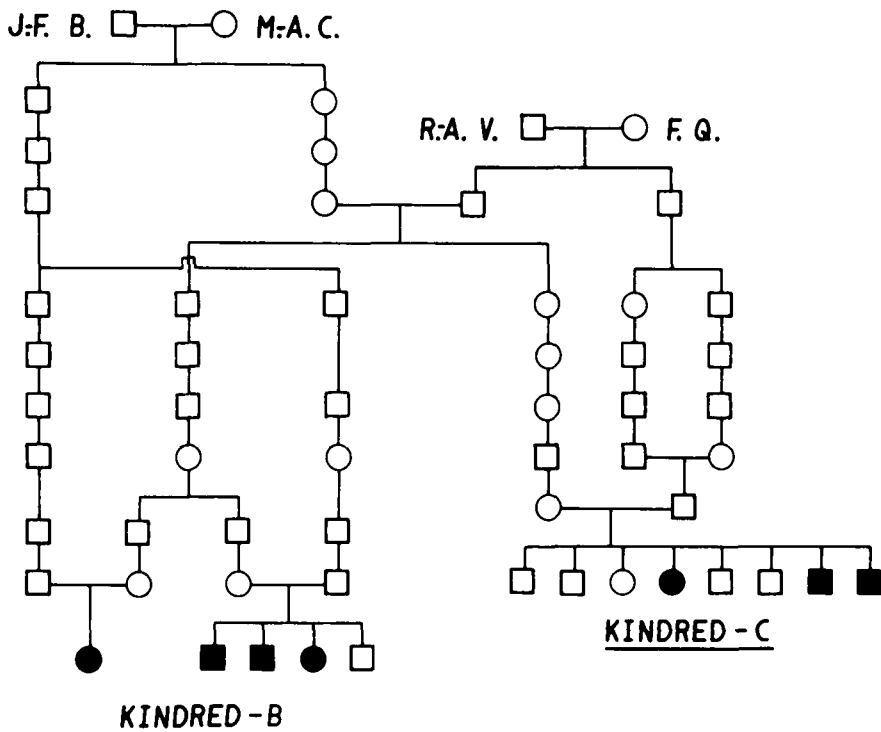 J.-F. B. M.-A. C.
R.-A. V. F. Q.
KINDRED-C
KINDRED-B